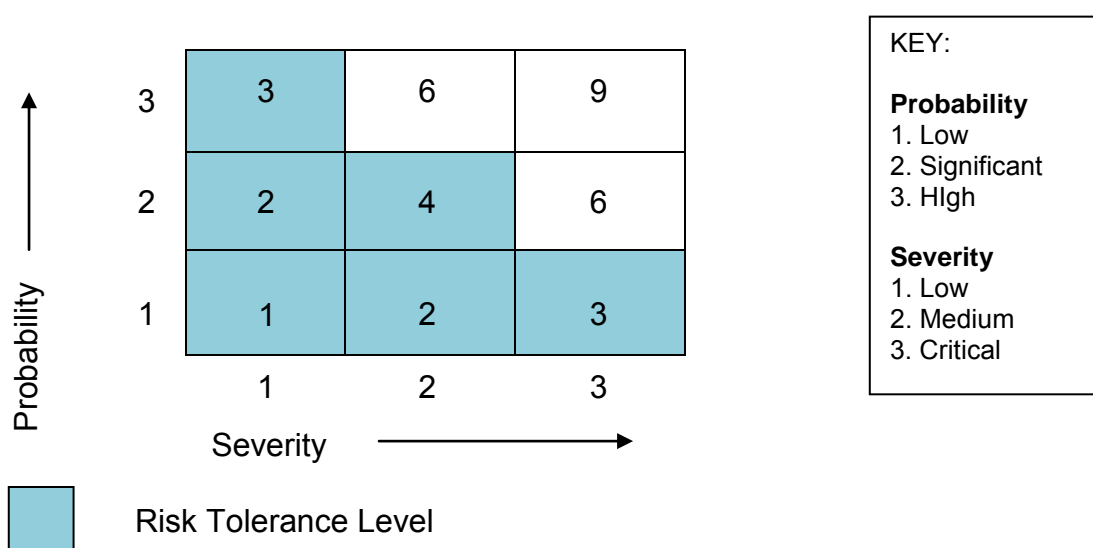 3 3 6 9
2 2 4 6
1 1 2 3
1 2 3
Probability
Severity
Risk Tolerance Level
KEY:
Probability
1. Low
2. Significant
3. HIgh
Severity
1. Low
2. Medium
3. Critical